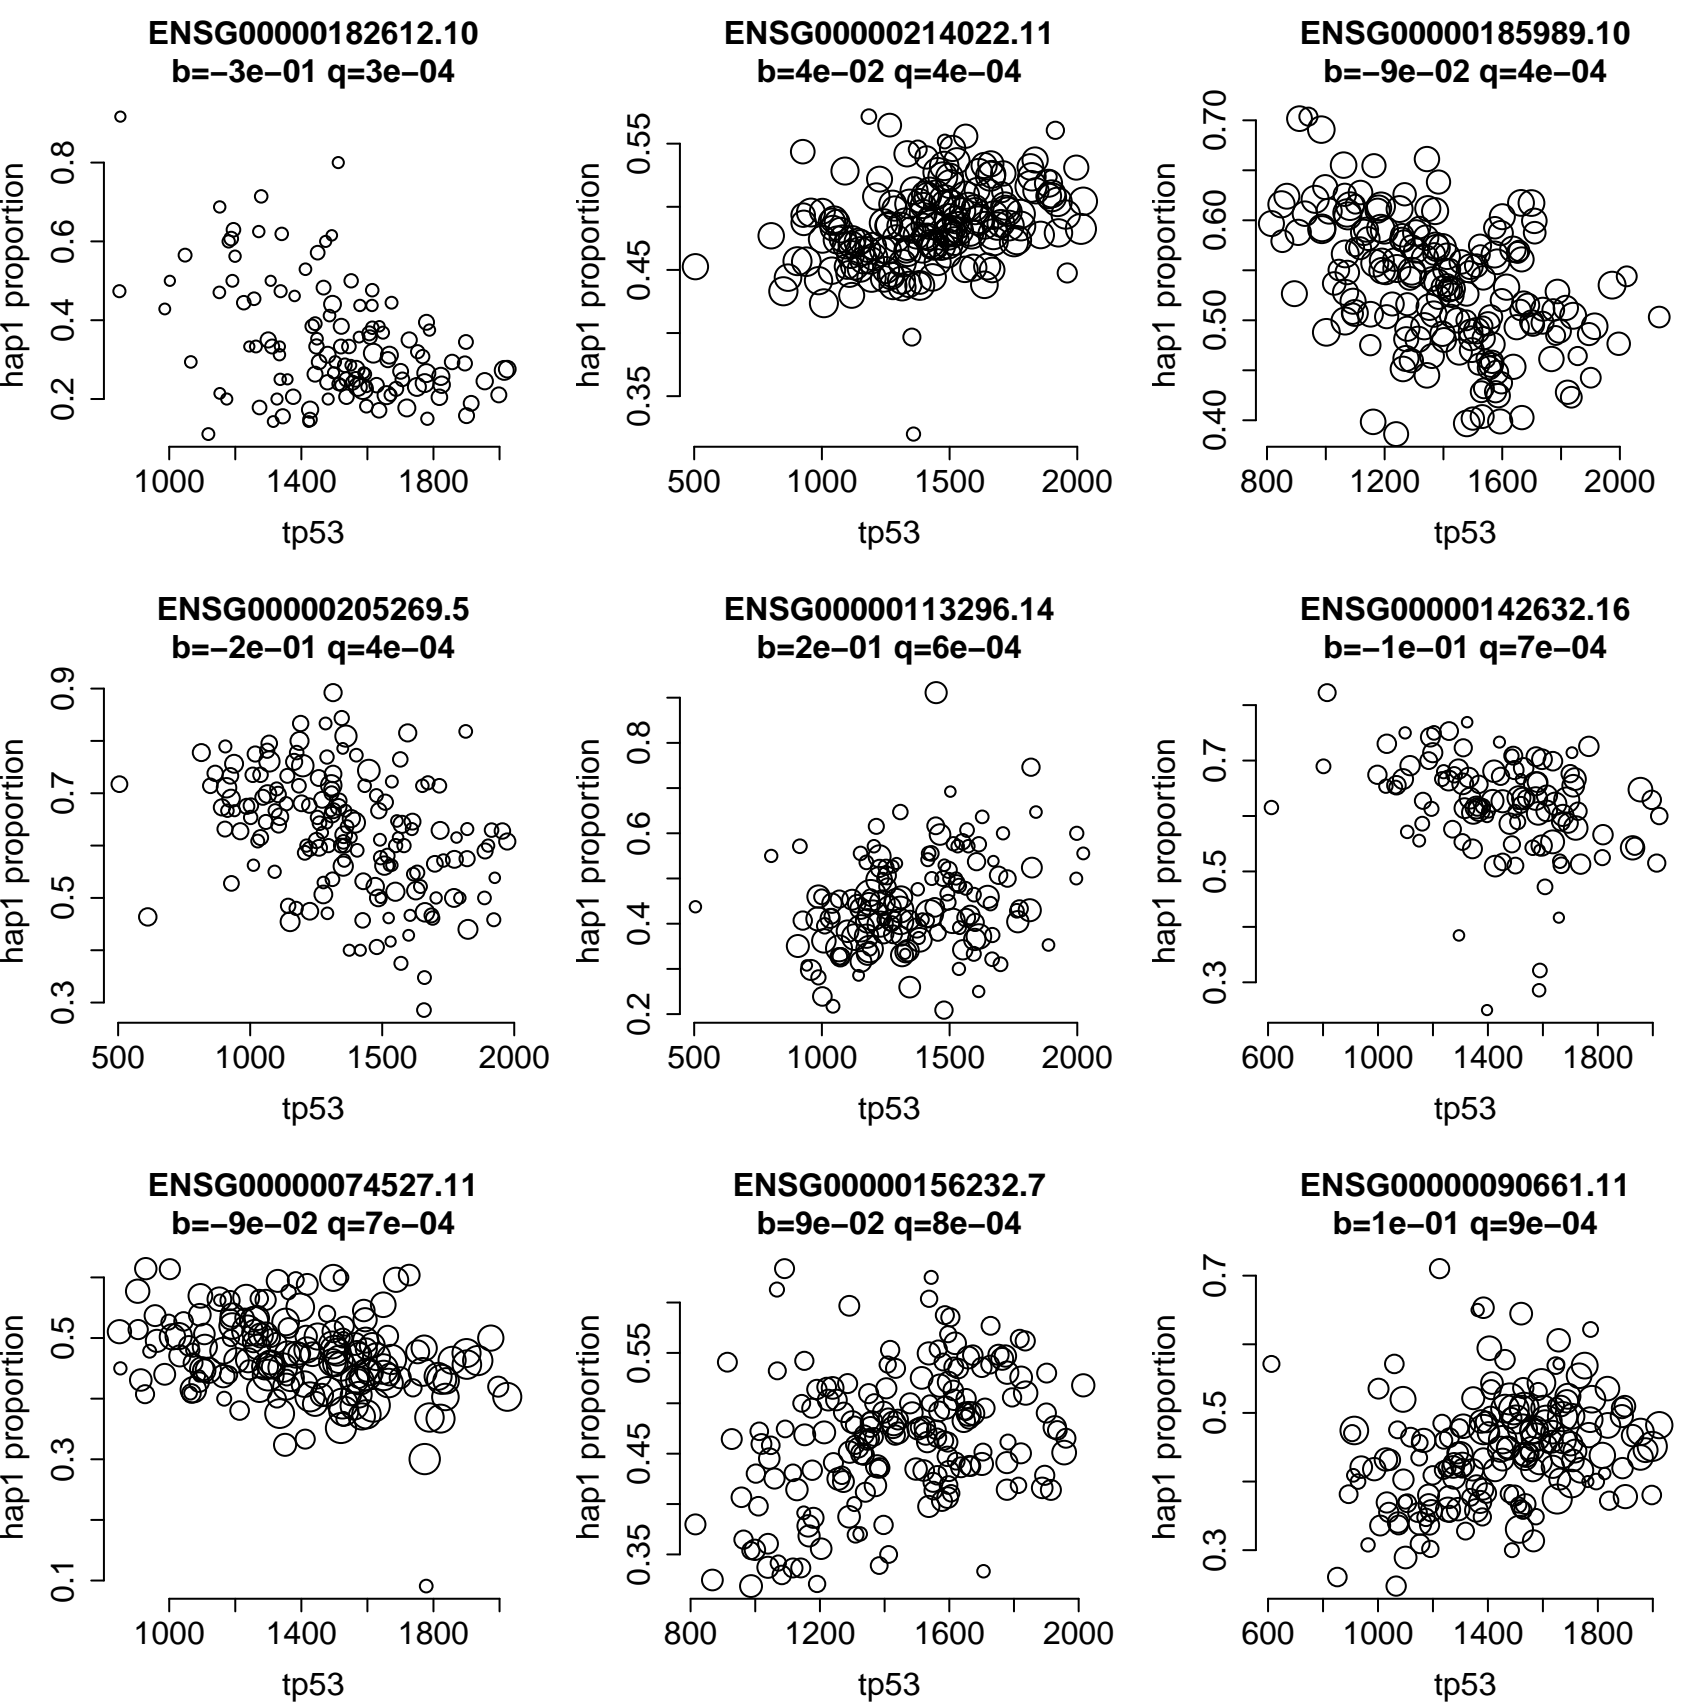 ENSG00000182612.10
b=−3e−01 q=3e−04
hap1 proportion
0.2 0.4 0.6 0.8
1000 1400 1800
tp53
ENSG00000214022.11
b=4e−02 q=4e−04
hap1 proportion
0.35 0.45 0.55
500 1000 1500 2000
tp53
ENSG00000185989.10
b=−9e−02 q=4e−04
hap1 proportion
0.40 0.50 0.60 0.70
800 1200 1600 2000
tp53
ENSG00000205269.5
b=−2e−01 q=4e−04
hap1 proportion
0.3 0.5 0.7 0.9
500 1000 1500 2000
tp53
ENSG00000113296.14
b=2e−01 q=6e−04
hap1 proportion
0.2 0.4 0.6 0.8
500 1000 1500 2000
tp53
ENSG00000142632.16
b=−1e−01 q=7e−04
hap1 proportion
0.3 0.5 0.7
600 1000 1400 1800
tp53
ENSG00000074527.11
b=−9e−02 q=7e−04
hap1 proportion
0.1 0.3 0.5
1000 1400 1800
tp53
ENSG00000156232.7
b=9e−02 q=8e−04
hap1 proportion
0.35 0.45 0.55
800 1200 1600 2000
tp53
ENSG00000090661.11
b=1e−01 q=9e−04
hap1 proportion
0.3 0.5 0.7
600 1000 1400 1800
tp53